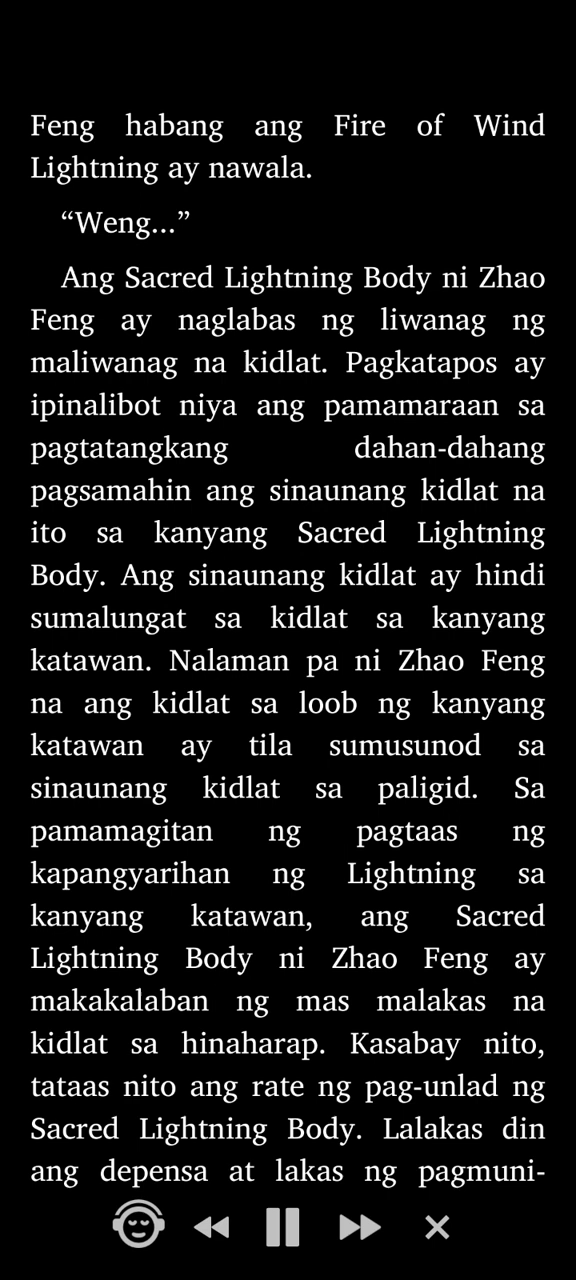 Feng habang ang Fire of Wind
Lightning ay nawala.
“Weng...”
Ang Sacred Lightning Body ni Zhao
Feng ay naglabas ng liwanag ng
maliwanag na kidlat. Pagkatapos ay
ipinalibot niya ang pamamaraan sa
pagtatangkang dahan-dahang
pagsamahin ang sinaunang kidlat na
ito sa kanyang Sacred Lightning
Body. Ang sinaunang kidlat ay hindi
sumalungat sa kidlat sa kanyang
katawan. Nalaman pa ni Zhao Feng
na ang kidlat sa loob ng kanyang
katawan ay tila sumusunod sa
sinaunang kidlat sa paligid. Sa
pamamagitan ng pagtaas ng
kapangyarihan ng Lightning sa
kanyang katawan, ang Sacred
Lightning Body ni Zhao Feng ay
makakalaban ng mas malakas na
kidlat sa hinaharap. Kasabay nito,
tataas nito ang rate ng pag-unlad ng
Sacred Lightning Body. Lalakas din
ang depensa at lakas ng pagmuni-